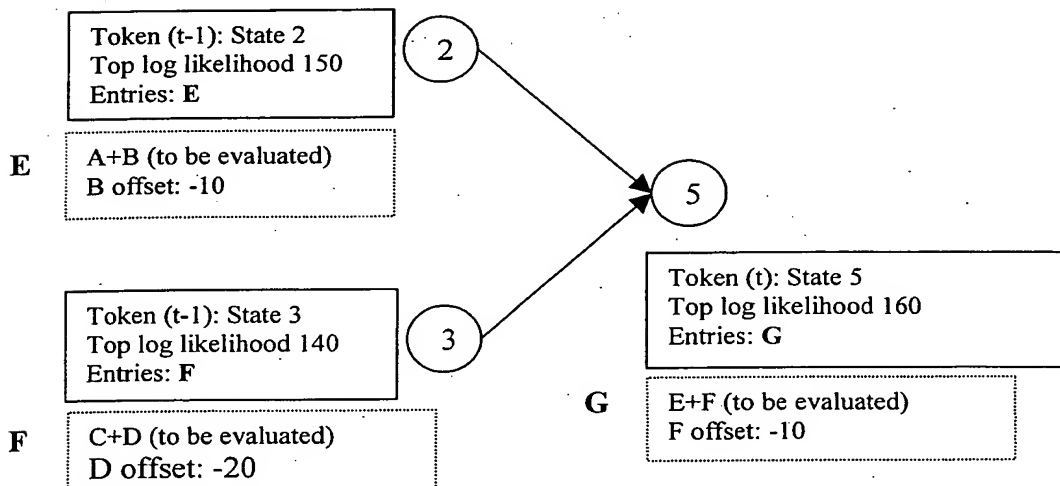 Token (t-1): State 2
Top log likelihood 150
Entries: E
2
E
A+B (to be evaluated)
B offset: -10
5
Token (t-1): State 3
Top log likelihood 140
Entries: F
3
Token (t): State 5
Top log likelihood 160
Entries: G
F
C+D (to be evaluated)
D offset: -20
G
E+F (to be evaluated)
F offset: -10